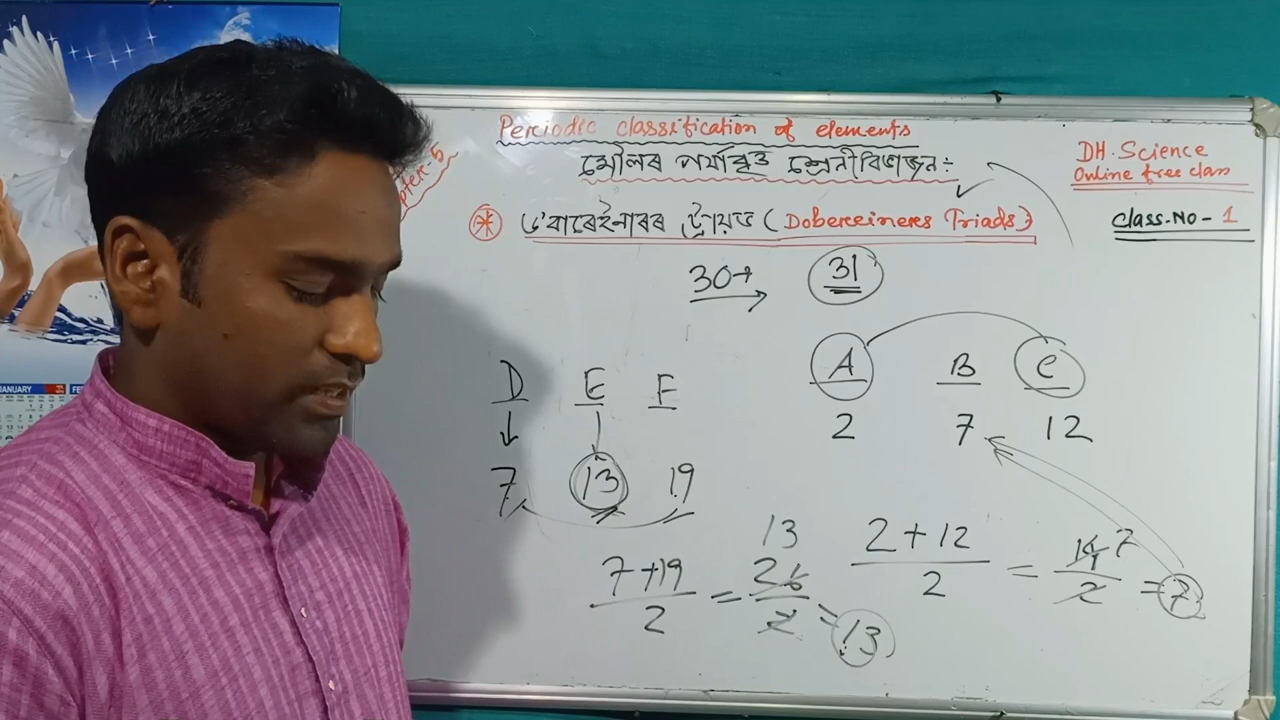 Periodic classification of elements
মৌলৰ পৰ্যাবৃত্ত শ্ৰেনীবিভাজন:
DH.Science
Online free class
Class.No- 1
ড'বাৰেইনাৰৰ ট্ৰায়ড (Dobereiners Triads)
30+ → 31
A B C
2 7 12
D E F
7 13 19
7+19/2 = 26/2 = 13
13
2+12/2 = 14/2 = 7
7
JANUARY